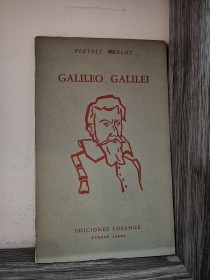 BERTOLT BRECHT
GALILEO GALILEI
EDICIONES LOSANGE
BUENOS AIRES